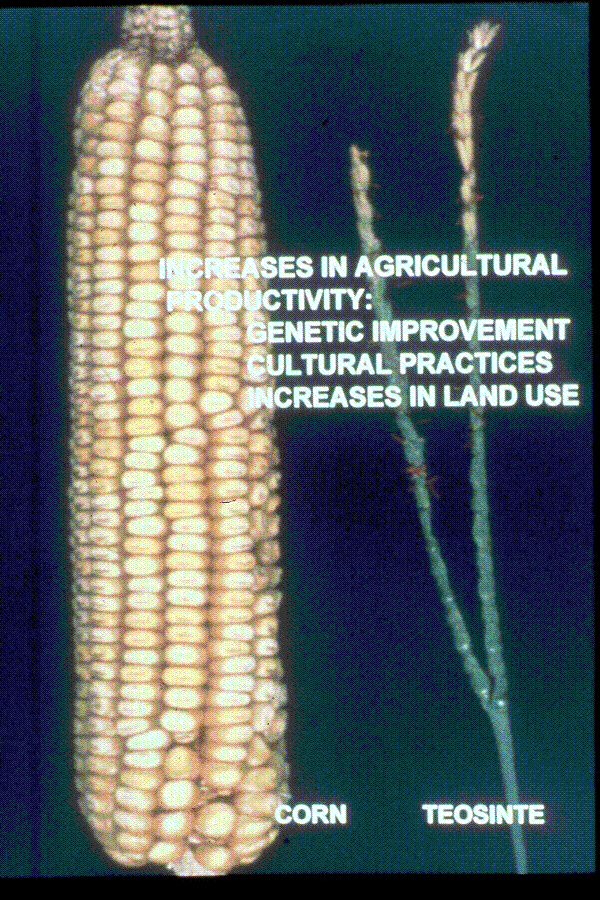 INCREASES IN AGRICULTURAL
PRODUCTIVITY:
GENETIC IMPROVEMENT
CULTURAL PRACTICES
INCREASES IN LAND USE
CORN TEOSINTE